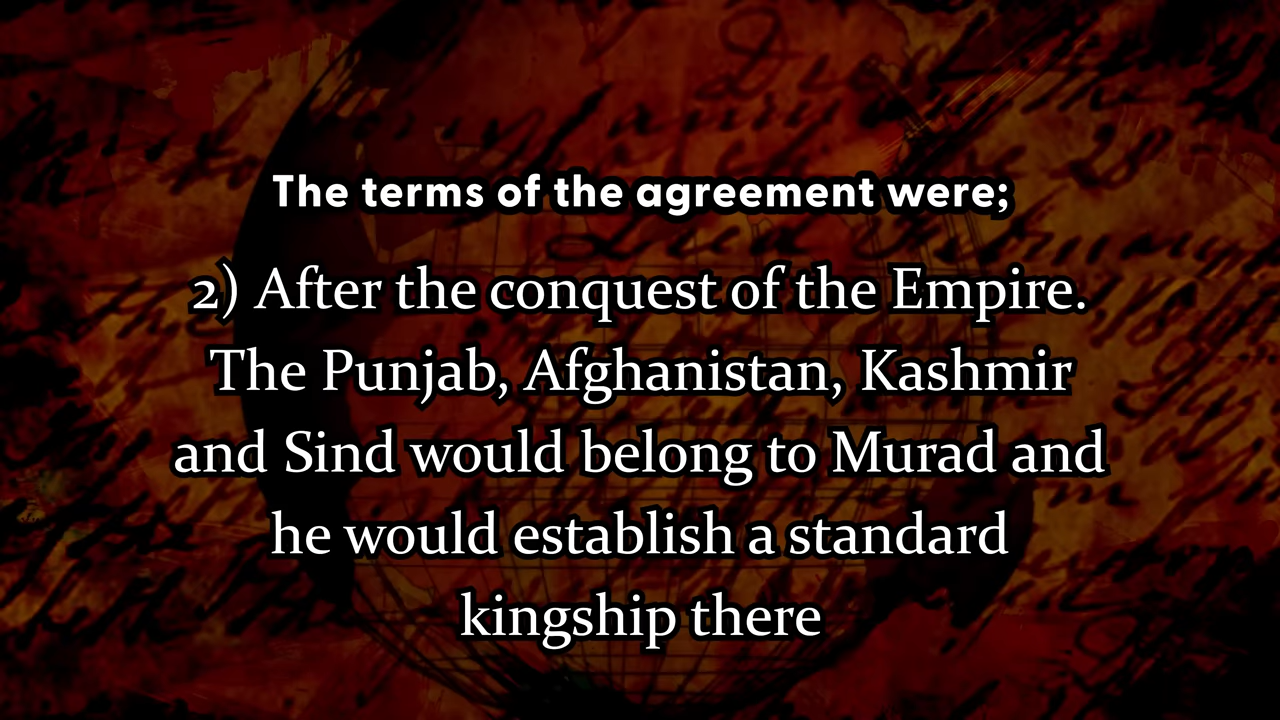 The terms of the agreement were;
2) After the conquest of the Empire.
The Punjab, Afghanistan, Kashmir
and Sind would belong to Murad and
he would establish a standard
kingship there